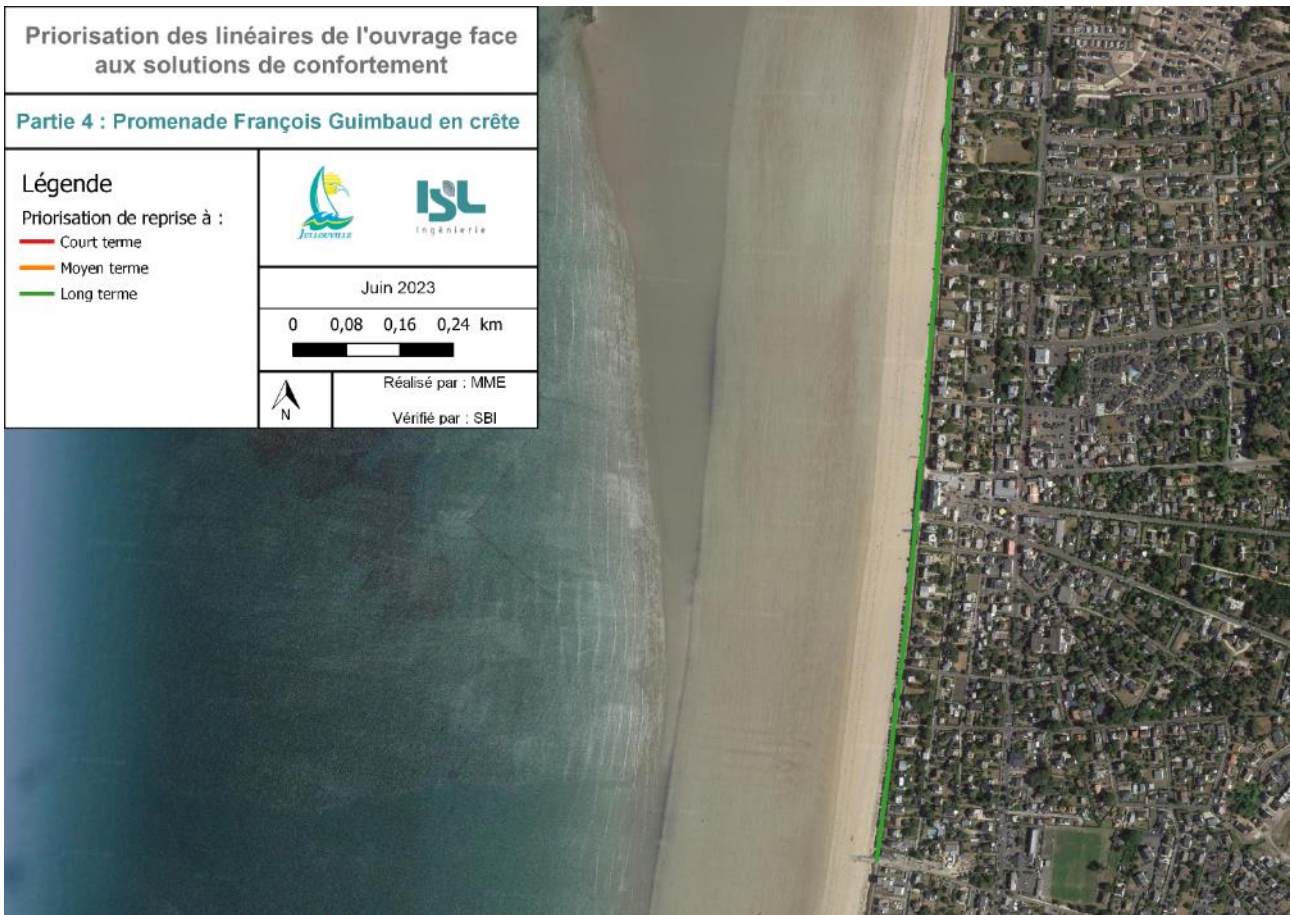 Priorisation des linéaires de l'ouvrage face
aux solutions de confortement
Partie 4 : Promenade François Guimbaud en crête
Légende
Priorisation de reprise à :
Court terme
Moyen terme
Long terme
JULLOUVILLE
ISL
Ingénierie
Juin 2023
0 0,08 0,16 0,24 km
N
Réalisé par : MME
Vérifié par : SBI